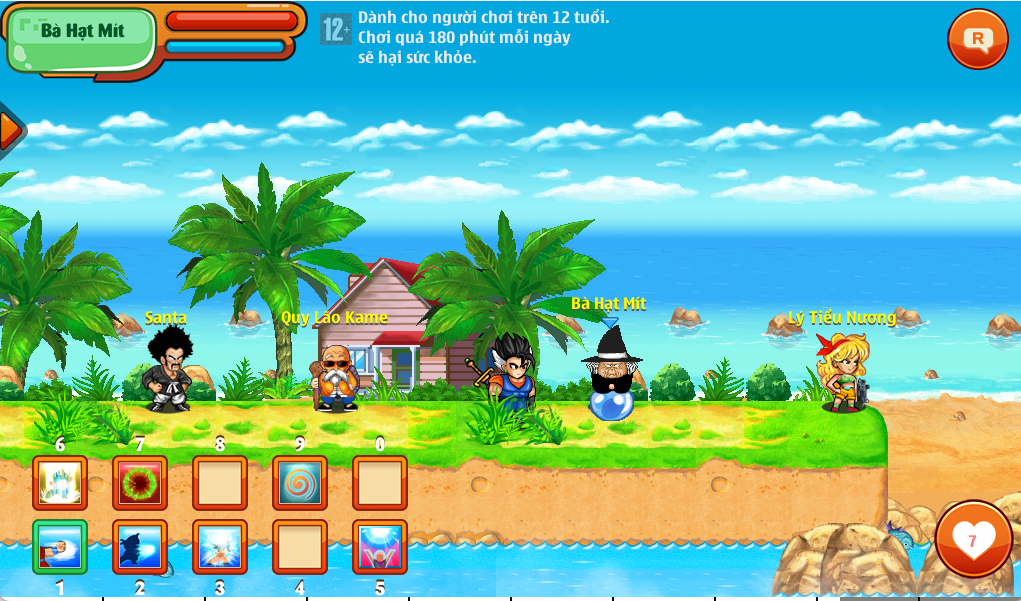 Bà Hạt Mít
12+
Dành cho người chơi trên 12 tuổi.
Chơi quá 180 phút mỗi ngày
sẽ hại sức khỏe.
R
Bà Hạt Mít
Santa
Quy Lão Kame
Lý Tiểu Nương
6 7 8 9 0
1 2 3 4 5
7